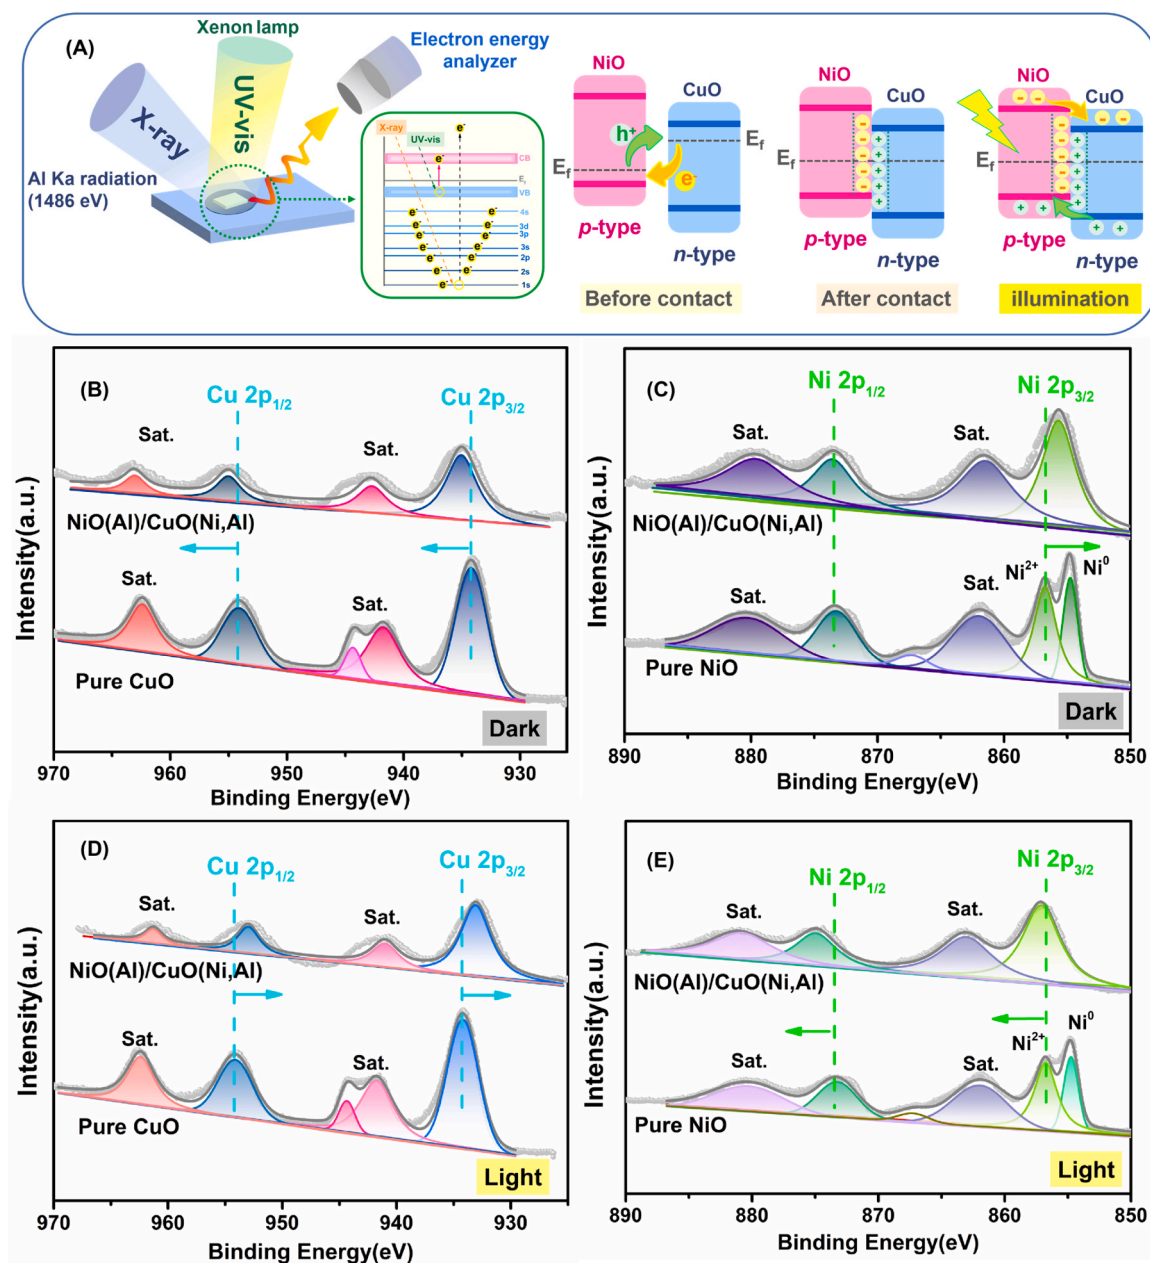 (A)
Xenon lamp
UV-vis
X-ray
Al Ka radiation
(1486 eV)
Electron energy
analyzer
X-ray
UV-vis
e-
e-
CB
Ef
VB
e-
e-
4s
e-
e-
3d
e-
e-
3p
e-
e-
3s
e-
e-
2p
e-
e-
2s
e-
1s
NiO
CuO
h+
e-
Ef
Ef
p-type
n-type
Before contact
NiO
CuO
Ef
p-type
n-type
After contact
NiO
CuO
Ef
p-type
n-type
illumination
(B)
Cu 2p1/2
Cu 2p3/2
Sat.
Sat.
NiO(Al)/CuO(Ni,Al)
Sat.
Sat.
Pure CuO
Dark
Intensity(a.u.)
970 960 950 940 930
Binding Energy(eV)
(C)
Ni 2p1/2
Ni 2p3/2
Sat.
Sat.
NiO(Al)/CuO(Ni,Al)
Sat.
Sat.
Ni2+
Ni0
Pure NiO
Dark
Intensity(a.u.)
890 880 870 860 850
Binding Energy(eV)
(D)
Cu 2p1/2
Cu 2p3/2
Sat.
Sat.
NiO(Al)/CuO(Ni,Al)
Sat.
Sat.
Pure CuO
Light
Intensity(a.u.)
970 960 950 940 930
Binding Energy(eV)
(E)
Ni 2p1/2
Ni 2p3/2
Sat.
Sat.
NiO(Al)/CuO(Ni,Al)
Sat.
Sat.
Ni2+
Ni0
Pure NiO
Light
Intensity(a.u.)
890 880 870 860 850
Binding Energy(eV)